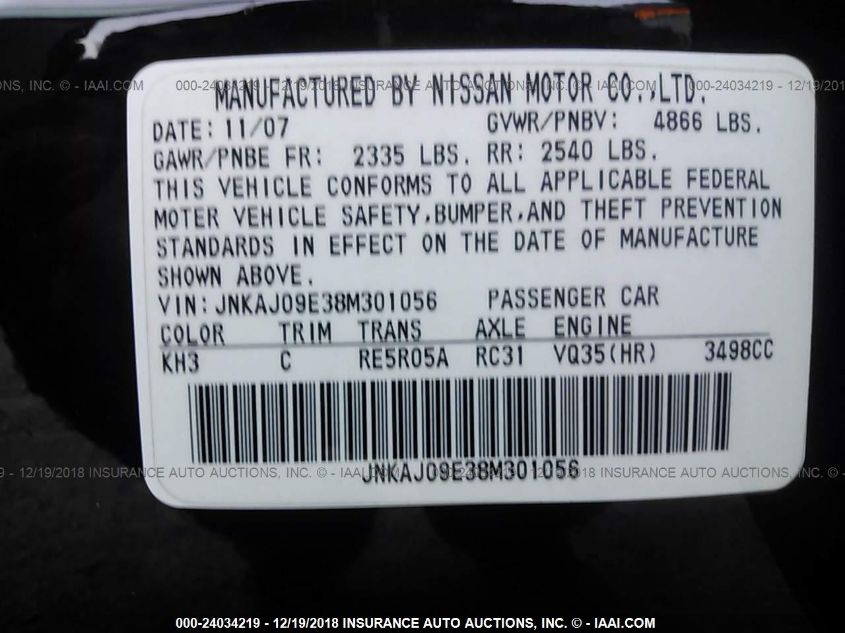 MANUFACTURED BY NISSAN MOTOR CO.,LTD.
DATE: 11/07 GVWR/PNBV: 4866 LBS.
GAWR/PNBE FR: 2335 LBS. RR: 2540 LBS.
THIS VEHICLE CONFORMS TO ALL APPLICABLE FEDERAL
MOTER VEHICLE SAFETY,BUMPER,AND THEFT PREVENTION
STANDARDS IN EFFECT ON THE DATE OF MANUFACTURE
SHOWN ABOVE.
VIN:JNKAJ09E38M301056 PASSENGER CAR
COLOR TRIM TRANS AXLE ENGINE
KH3 C RE5R05A RC31 VQ35(HR) 3498CC
JNKAJ09E38M301056
000-24034219 - 12/19/2018 INSURANCE AUTO AUCTIONS, INC. © - IAAI.COM